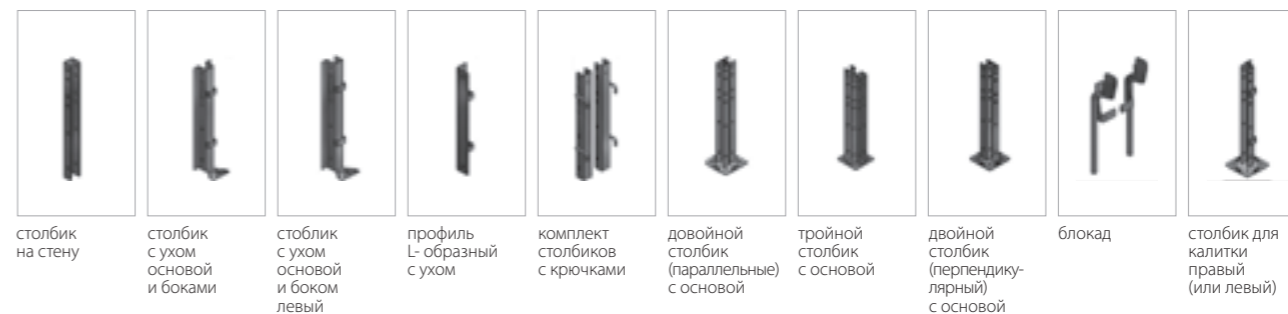 столбик
на стену
столбик
с ухом
основой
и боками
стоблик
с ухом
основой
и боком
левый
профиль
L- образный
с ухом
комплект
столбиков
с крючками
довойной
столбик
(параллельные)
с основой
тройной
столбик
с основой
двойной
столбик
(перпендику-
лярный)
с основой
блокад
столбик для
калитки
правый
(или левый)